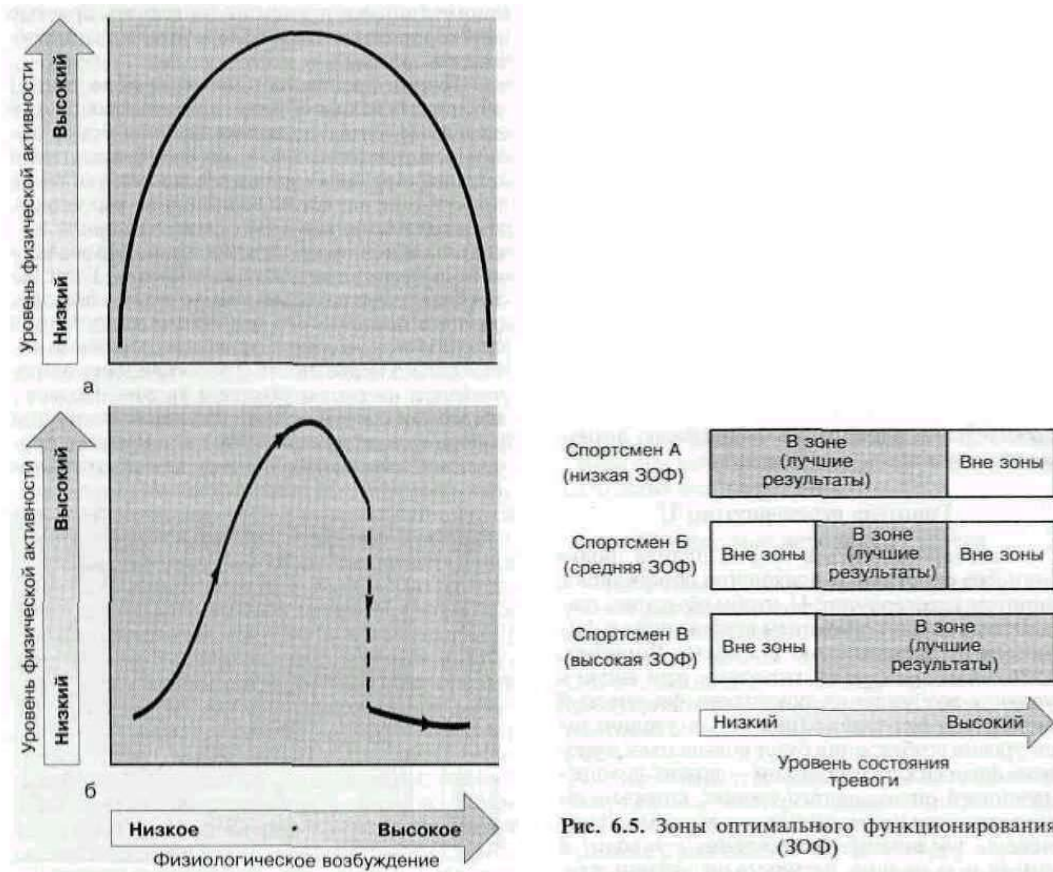 Уровень физической активности
Низкий
Высокий
а
Уровень физической активности
Низкий
Высокий
б
Низкое
Высокое
Физиологическое возбуждение
Спортсмен А
(низкая ЗОФ)
В зоне
(лучшие
результаты)
Вне зоны
Спортсмен Б
(средняя ЗОФ)
Вне зоны
В зоне
(лучшие
результаты)
Вне зоны
Спортсмен В
(высокая ЗОФ)
Вне зоны
В зоне
(лучшие
результаты)
Низкий
Высокий
Уровень состояния
тревоги
Рис. 6.5. Зоны оптимального функционирования
(ЗОФ)